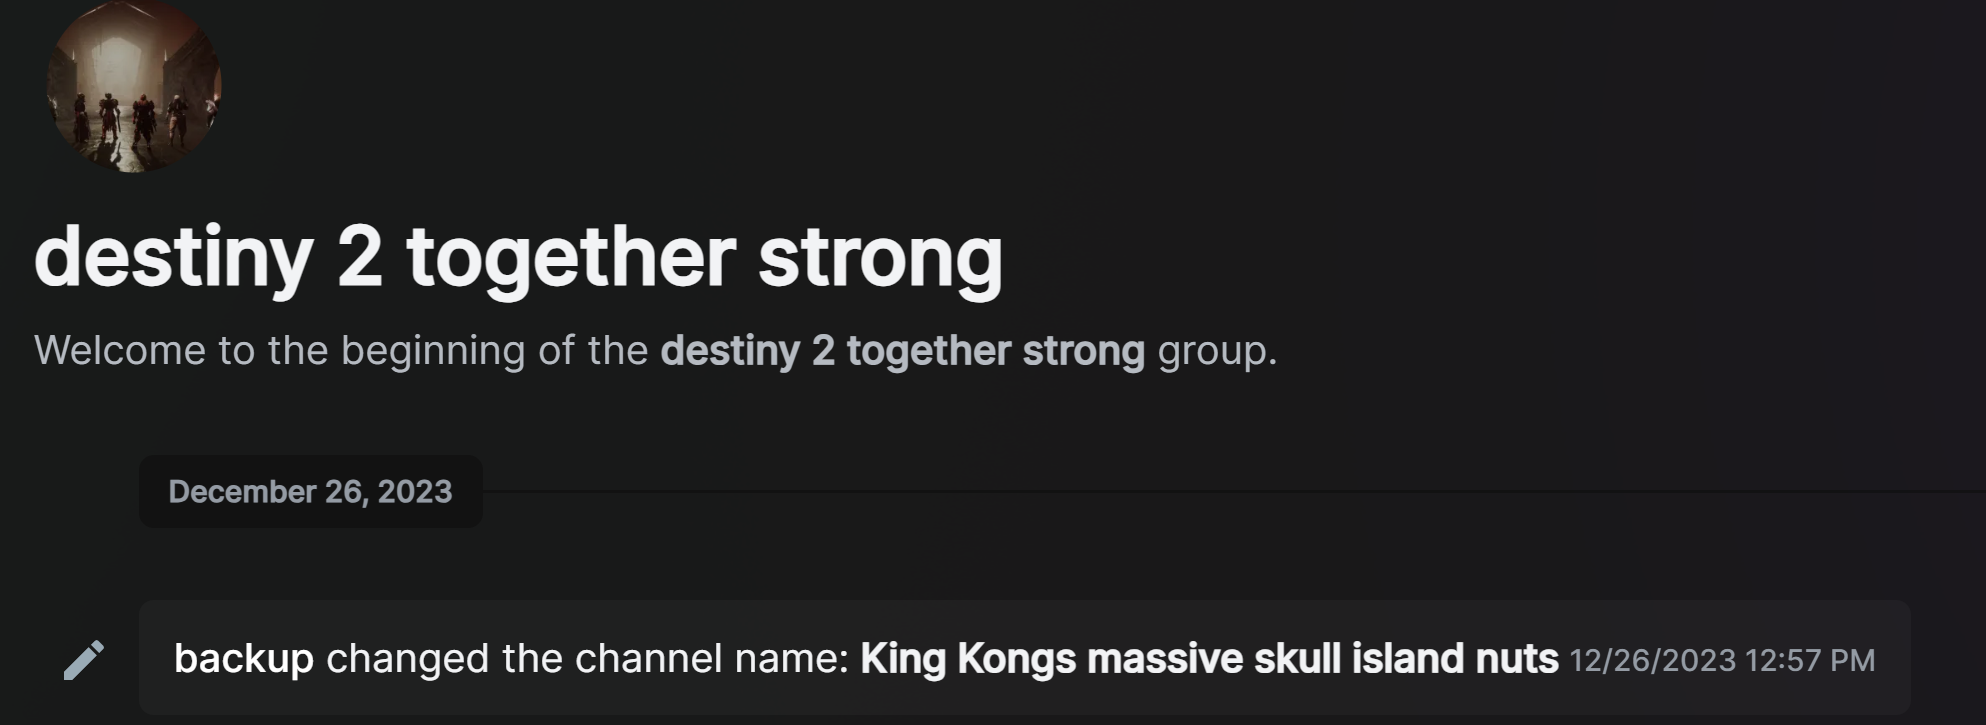 destiny 2 together strong
Welcome to the beginning of the destiny 2 together strong group.
December 26, 2023
backup changed the channel name: King Kongs massive skull island nuts 12/26/2023 12:57 PM